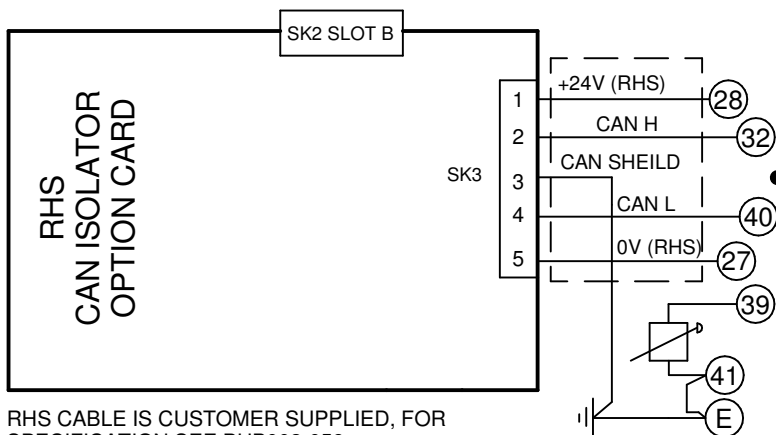 SK2 SLOT B
RHS
CAN ISOLATOR
OPTION CARD
SK3
1
+24V (RHS)
28
2
CAN H
32
3
CAN SHEILD
4
CAN L
40
5
0V (RHS)
27
39
41
E
RHS CABLE IS CUSTOMER SUPPLIED, FOR